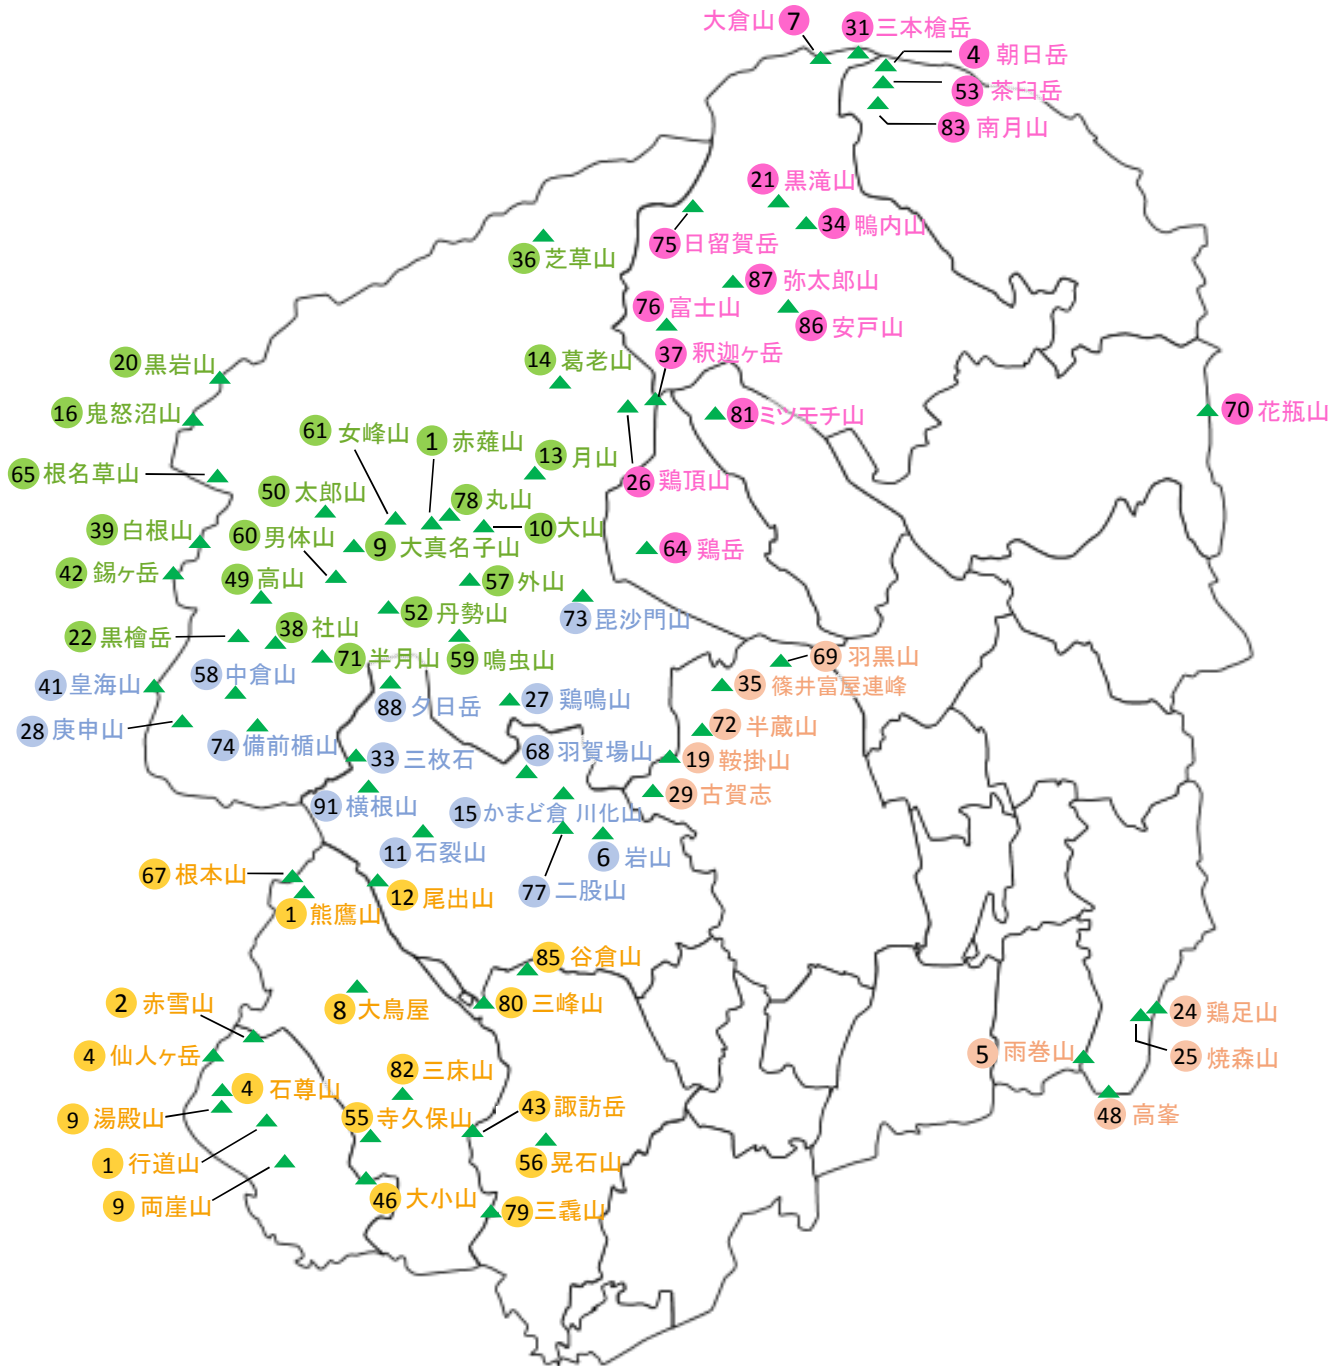 大倉山 7
31 三本槍岳
4 朝日岳
53 茶臼岳
83 南月山
21 黒滝山
34 鴨内山
75 日留賀岳
36 芝草山
87 弥太郎山
76 富士山
86 安戸山
37 釈迦ヶ岳
20 黒岩山
14 葛老山
16 鬼怒沼山
81 ミツモチ山
70 花瓶山
61 女峰山
1 赤薙山
13 月山
65 根名草山
26 鶏頂山
50 太郎山
78 丸山
39 白根山
60 男体山
10 大山
9 大真名子山
64 鶏岳
42 錫ヶ岳
49 高山
57 外山
52 丹勢山
73 毘沙門山
22 黒檜岳
38 社山
71 半月山
59 鳴虫山
69 羽黒山
41 皇海山
58 中倉山
35 篠井富屋連峰
88 夕日岳
27 鶏鳴山
28 庚申山
74 備前楯山
72 半蔵山
33 三枚石
68 羽賀場山
19 鞍掛山
29 古賀志
91 横根山
15 かまど倉 川化山
11 石裂山
6 岩山
67 根本山
77 二股山
12 尾出山
1 熊鷹山
85 谷倉山
2 赤雪山
8 大鳥屋
80 三峰山
24 鶏足山
4 仙人ヶ岳
5 雨巻山
25 焼森山
82 三床山
4 石尊山
9 湯殿山
55 寺久保山
43 諏訪岳
48 高峯
1 行道山
56 晃石山
46 大小山
9 両崖山
79 三毳山